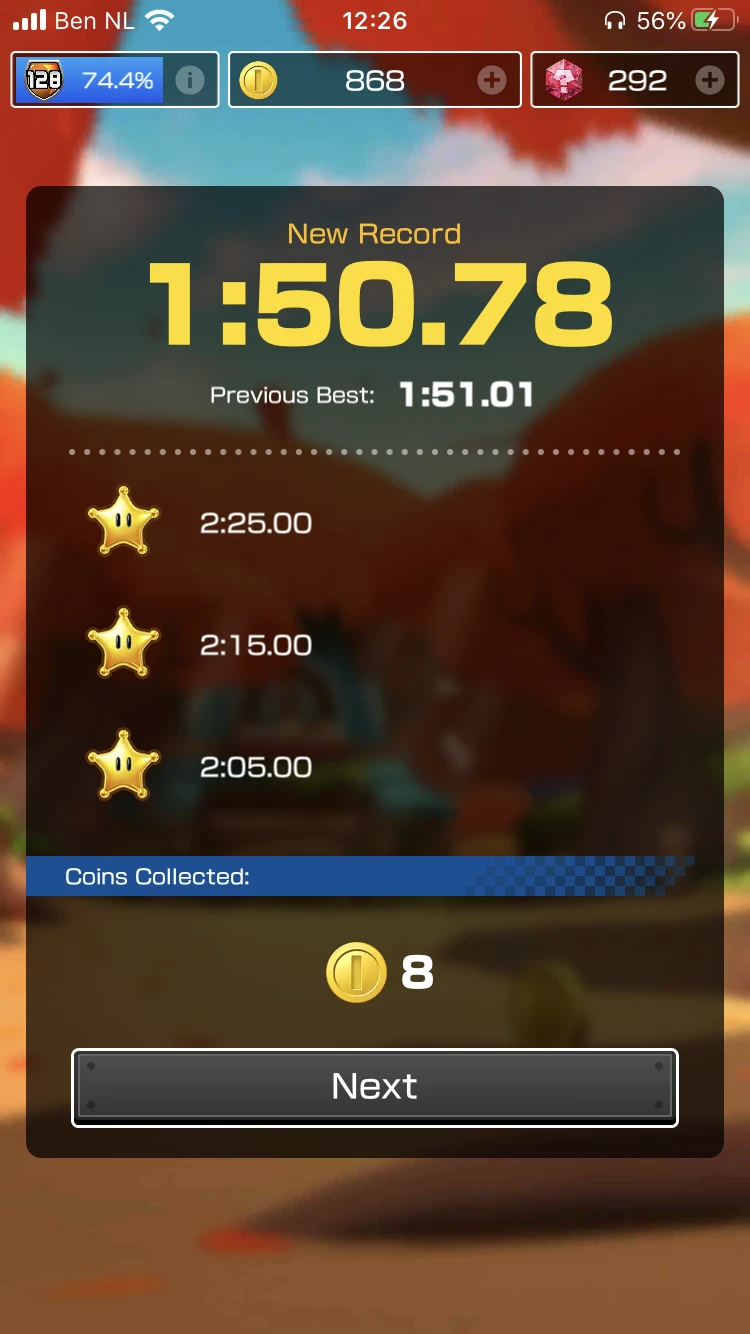 Ben NL 12:26 56%
128 74.4% i 868 + ? 292 +
New Record
1:50.78
Previous Best: 1:51.01
2:25.00
2:15.00
2:05.00
Coins Collected:
8
Next